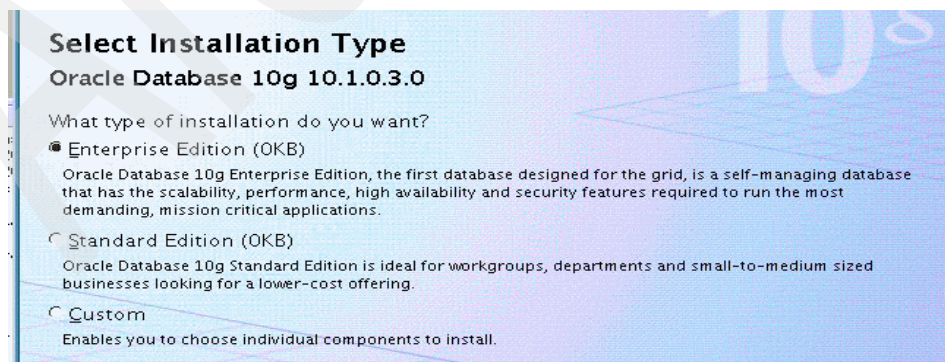 10g
Select Installation Type
Oracle Database 10g 10.1.0.3.0
What type of installation do you want?
Enterprise Edition (0KB)
Oracle Database 10g Enterprise Edition, the first database designed for the grid, is a self-managing database
that has the scalability, performance, high availability and security features required to run the most
demanding, mission critical applications.
Standard Edition (0KB)
Oracle Database 10g Standard Edition is ideal for workgroups, departments and small-to-medium sized
businesses looking for a lower-cost offering.
Custom
Enables you to choose individual components to install.